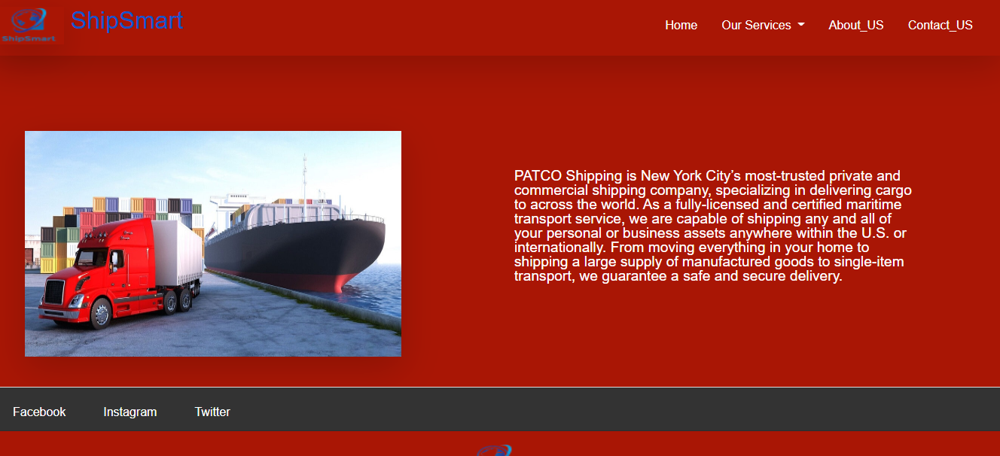 ShipSmart
ShipSmart
Home
Our Services
About_US
Contact_US
PATCO Shipping is New York City’s most-trusted private and
commercial shipping company, specializing in delivering cargo
to across the world. As a fully-licensed and certified maritime
transport service, we are capable of shipping any and all of
your personal or business assets anywhere within the U.S. or
internationally. From moving everything in your home to
shipping a large supply of manufactured goods to single-item
transport, we guarantee a safe and secure delivery.
Facebook
Instagram
Twitter